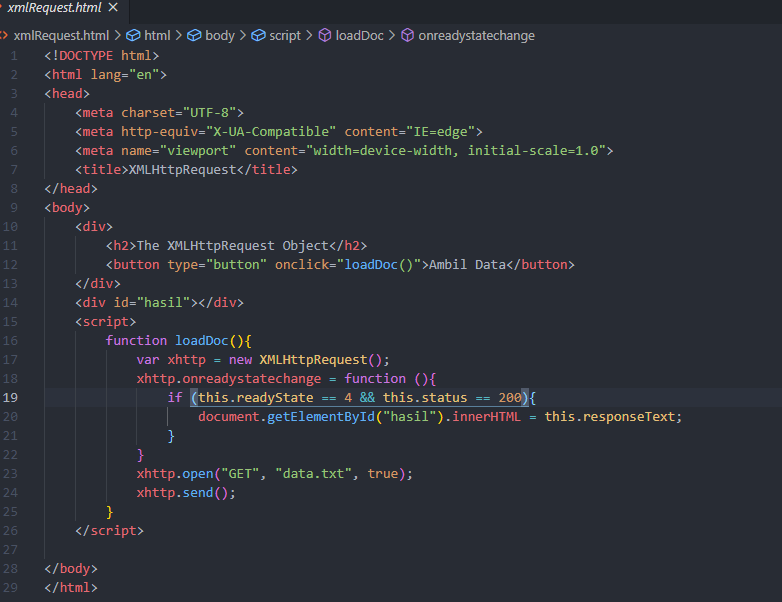 xmlRequest.html ×
<> xmlRequest.html > html > body > script > loadDoc > onreadystatechange
1 <!DOCTYPE html>
2 <html lang="en">
3 <head>
4     <meta charset="UTF-8">
5     <meta http-equiv="X-UA-Compatible" content="IE=edge">
6     <meta name="viewport" content="width=device-width, initial-scale=1.0">
7     <title>XMLHttpRequest</title>
8 </head>
9 <body>
10     <div>
11         <h2>The XMLHttpRequest Object</h2>
12         <button type="button" onclick="loadDoc()">Ambil Data</button>
13     </div>
14     <div id="hasil"></div>
15     <script>
16         function loadDoc(){
17             var xhttp = new XMLHttpRequest();
18             xhttp.onreadystatechange = function (){
19                 if (this.readyState == 4 && this.status == 200){
20                     document.getElementById("hasil").innerHTML = this.responseText;
21                 }
22             }
23             xhttp.open("GET", "data.txt", true);
24             xhttp.send();
25         }
26     </script>
27
28 </body>
29 </html>